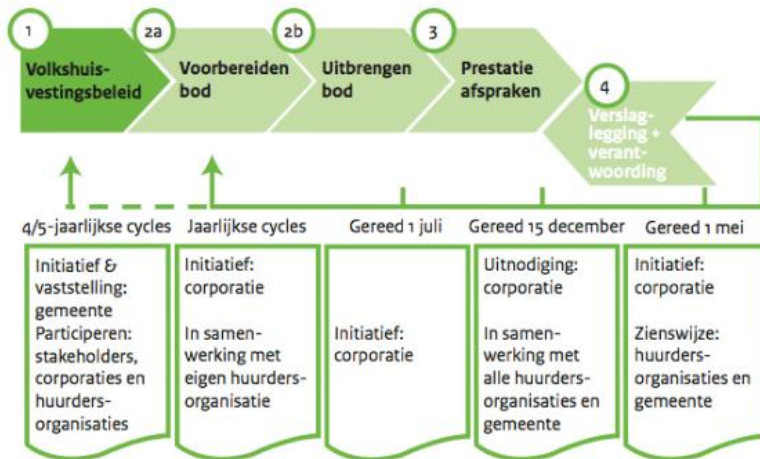 1
Volkshuis-
vestingsbeleid
2a
Voorbereiden
bod
2b
Uitbrengen
bod
3
Prestatie
afspraken
4
Verslag-
legging +
verant-
woording
4/5-jaarlijkse cycles
Initiatief &
vaststelling:
gemeente
Participeren:
stakeholders,
corporaties en
huurders-
organisaties
Jaarlijkse cycles
Initiatief:
corporatie
In samen-
werking met
eigen huurders-
organisatie
Gereed 1 juli
Initiatief:
corporatie
Gereed 15 december
Uitnodiging:
corporatie
In samen-
werking met
alle huurders-
organisaties en
gemeente
Gereed 1 mei
Initiatief:
corporatie
Zienswijze:
huurders-
organisaties en
gemeente